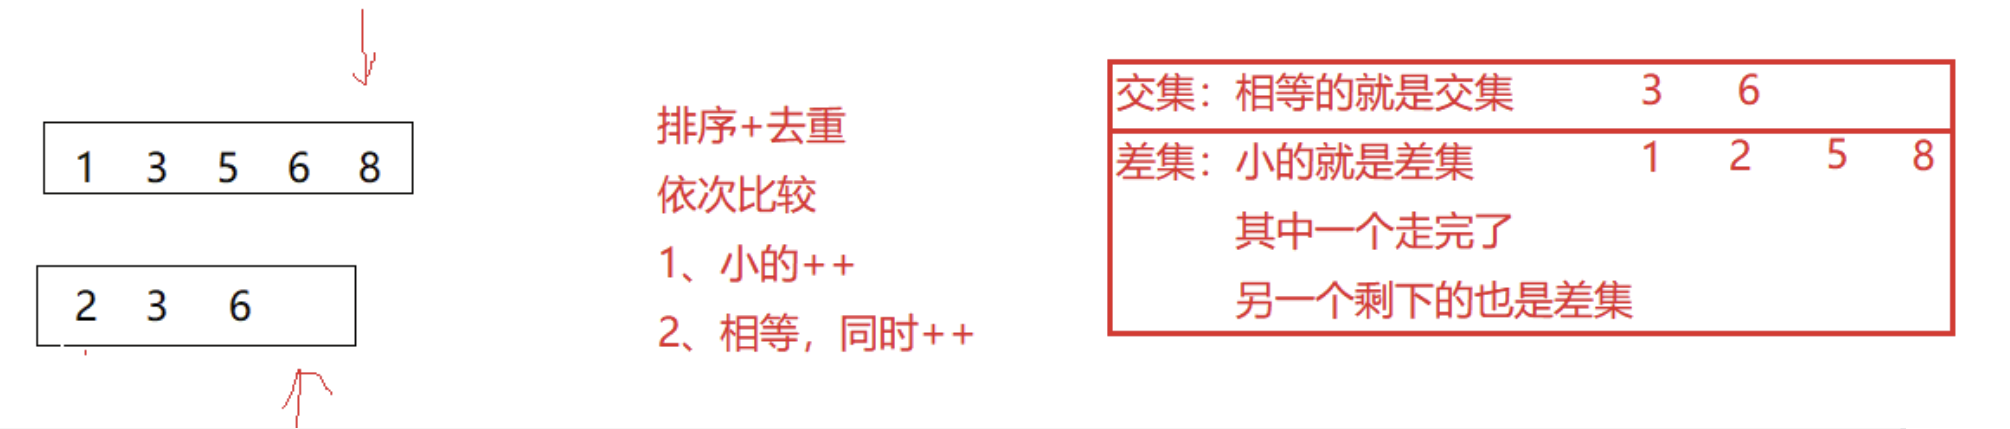 1 3 5 6 8
2 3 6
排序+去重
依次比较
1、小的++
2、相等，同时++
交集：相等的就是交集 3 6
差集：小的就是差集 1 2 5 8
其中一个走完了
另一个剩下的也是差集